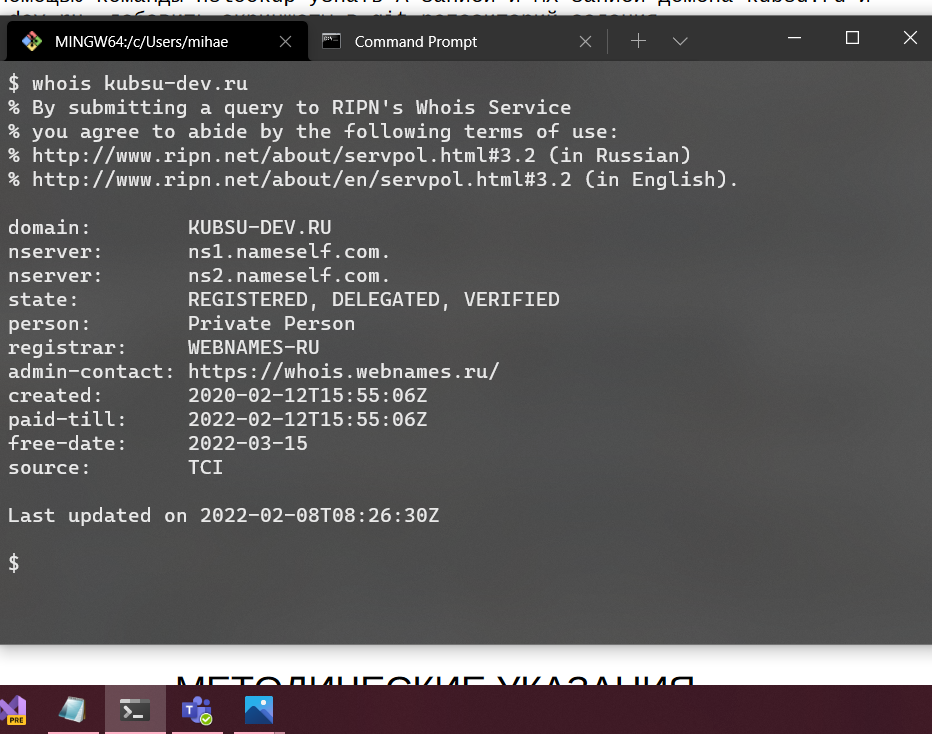 MINGW64:/c/Users/mihae
Command Prompt
$ whois kubsu-dev.ru
% By submitting a query to RIPN's Whois Service
% you agree to abide by the following terms of use:
% http://www.ripn.net/about/servpol.html#3.2 (in Russian)
% http://www.ripn.net/about/en/servpol.html#3.2 (in English).
domain: KUBSU-DEV.RU
nserver: ns1.nameself.com.
nserver: ns2.nameself.com.
state: REGISTERED, DELEGATED, VERIFIED
person: Private Person
registrar: WEBNAMES-RU
admin-contact: https://whois.webnames.ru/
created: 2020-02-12T15:55:06Z
paid-till: 2022-02-12T15:55:06Z
free-date: 2022-03-15
source: TCI
Last updated on 2022-02-08T08:26:30Z
$
МЕТОДИЧЕСКИЕ УКАЗАНИЯ
PRE